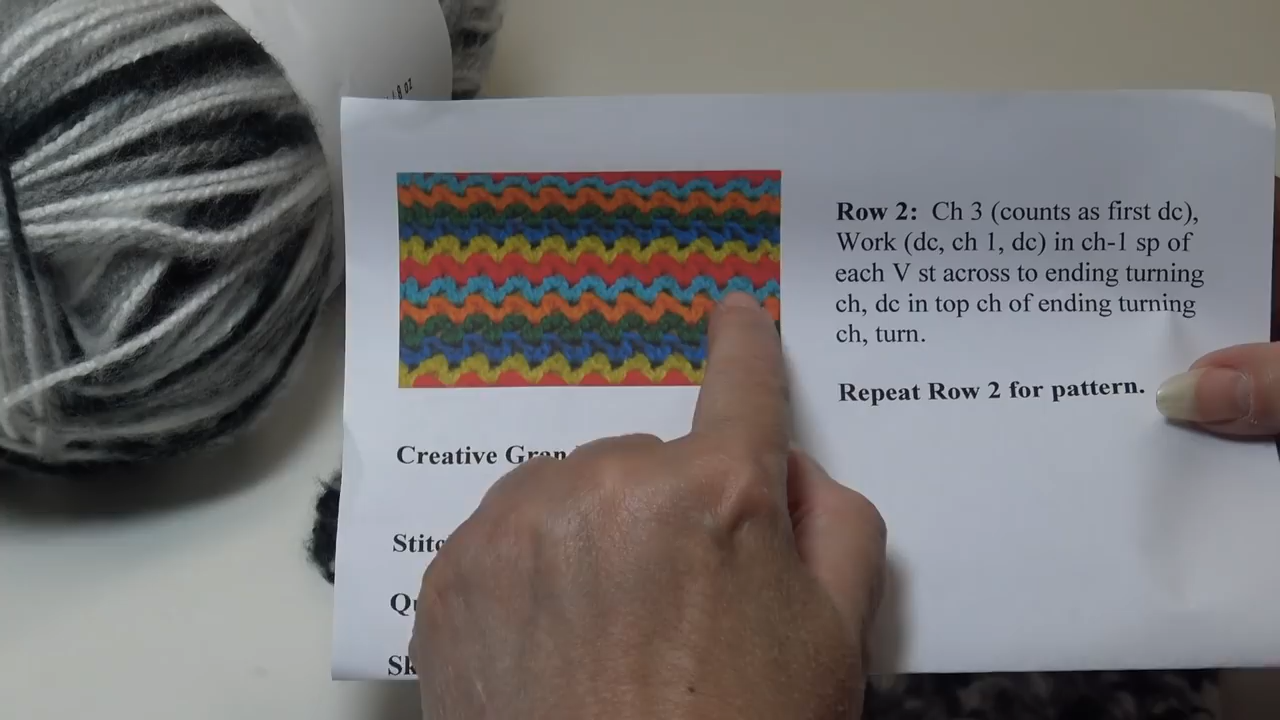 8 oz
Row 2: Ch 3 (counts as first dc),
Work (dc, ch 1, dc) in ch-1 sp of
each V st across to ending turning
ch, dc in top ch of ending turning
ch, turn.
Repeat Row 2 for pattern.
Creative